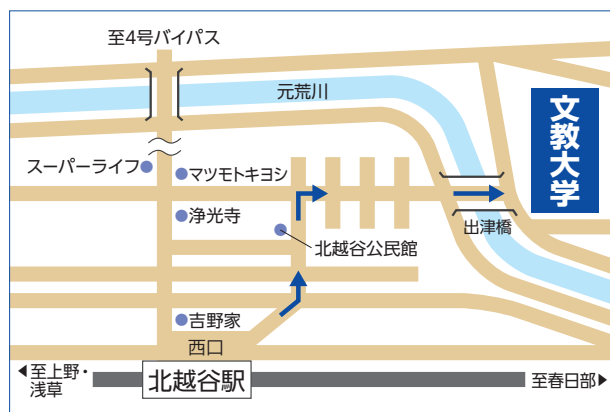 至4号バイパス
元荒川
文教大学
スーパーライフ
マツモトキヨシ
浄光寺
出津橋
北越谷公民館
吉野家
西口
◀至上野・
浅草
北越谷駅
至春日部▶